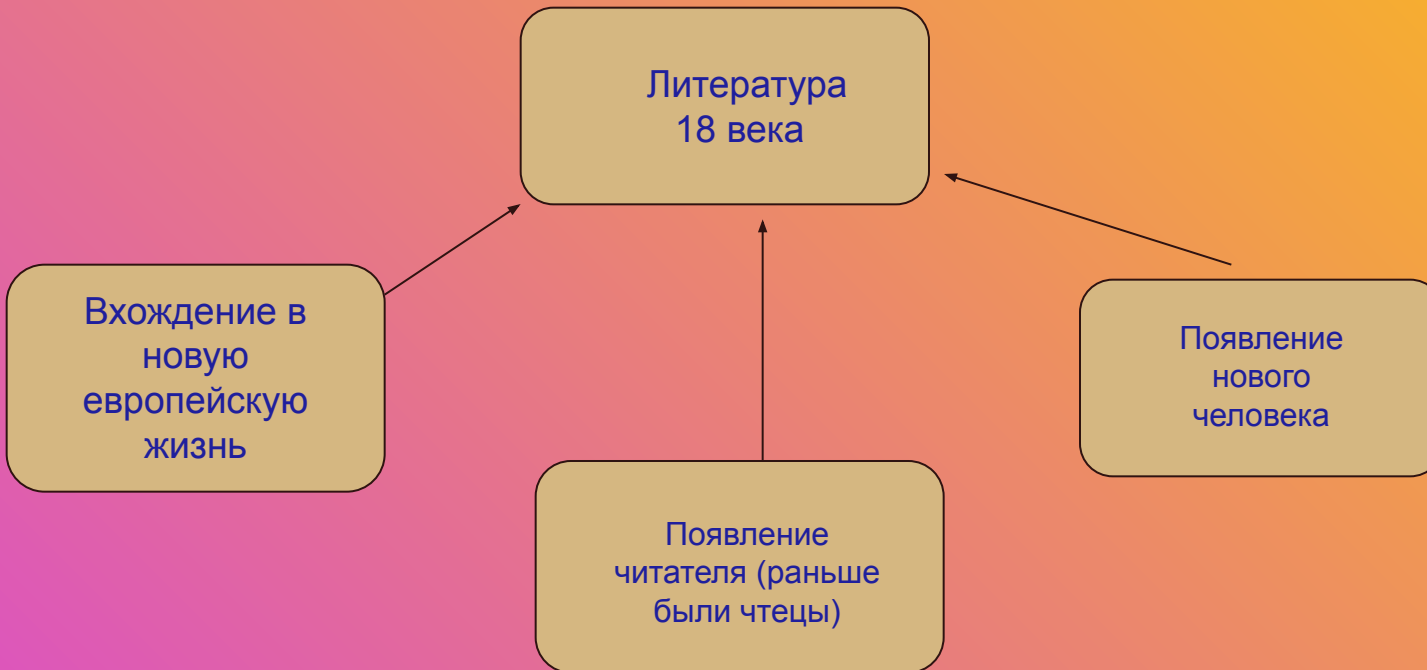 Литература
18 века
Вхождение в
новую
европейскую
жизнь
Появление
нового
человека
Появление
читателя (раньше
были чтецы)